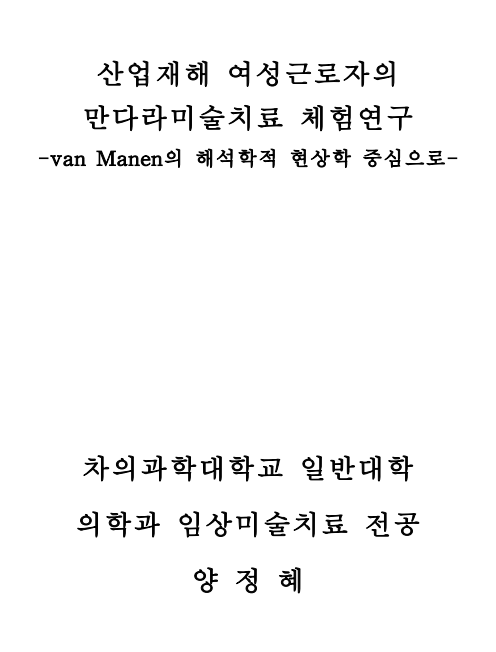 산업재해 여성근로자의
만다라미술치료 체험연구
-van Manen의 해석학적 현상학 중심으로-
차의과학대학교 일반대학
의학과 임상미술치료 전공
양 정 혜